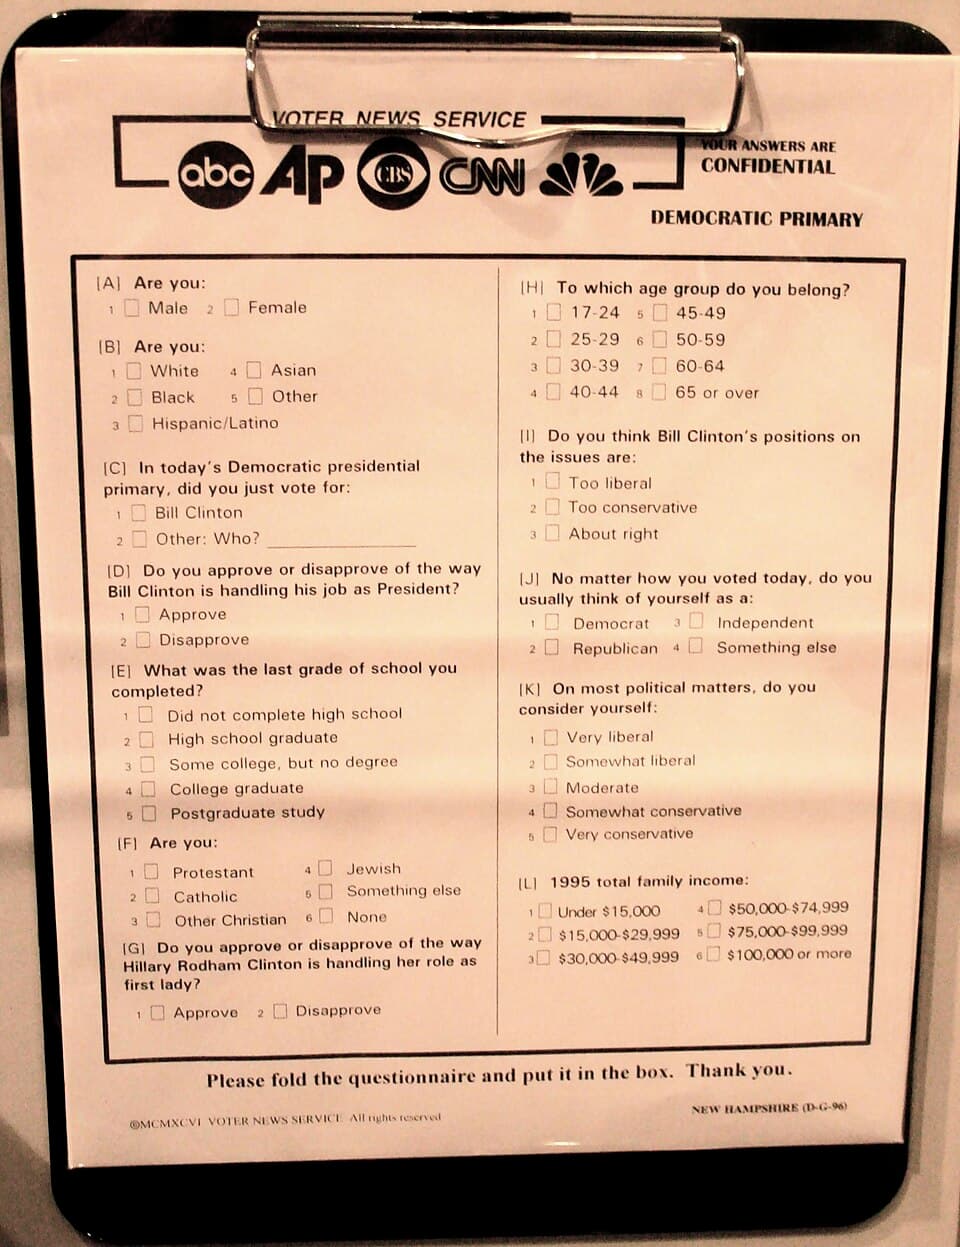 VOTER NEWS SERVICE
abc AP CBS CNN
YOUR ANSWERS ARE
CONFIDENTIAL
DEMOCRATIC PRIMARY
[A] Are you:
1 Male 2 Female
[B] Are you:
1 White 4 Asian
2 Black 5 Other
3 Hispanic/Latino
[C] In today's Democratic presidential
primary, did you just vote for:
1 Bill Clinton
2 Other: Who? ________________
[D] Do you approve or disapprove of the way
Bill Clinton is handling his job as President?
1 Approve
2 Disapprove
[E] What was the last grade of school you
completed?
1 Did not complete high school
2 High school graduate
3 Some college, but no degree
4 College graduate
5 Postgraduate study
[F] Are you:
1 Protestant 4 Jewish
2 Catholic 5 Something else
3 Other Christian 6 None
[G] Do you approve or disapprove of the way
Hillary Rodham Clinton is handling her role as
first lady?
1 Approve 2 Disapprove
[H] To which age group do you belong?
1 17-24 5 45-49
2 25-29 6 50-59
3 30-39 7 60-64
4 40-44 8 65 or over
[I] Do you think Bill Clinton's positions on
the issues are:
1 Too liberal
2 Too conservative
3 About right
[J] No matter how you voted today, do you
usually think of yourself as a:
1 Democrat 3 Independent
2 Republican 4 Something else
[K] On most political matters, do you
consider yourself:
1 Very liberal
2 Somewhat liberal
3 Moderate
4 Somewhat conservative
5 Very conservative
[L] 1995 total family income:
1 Under $15,000 4 $50,000-$74,999
2 $15,000-$29,999 5 $75,000-$99,999
3 $30,000-$49,999 6 $100,000 or more
Please fold the questionnaire and put it in the box. Thank you.
©MCMXCVI VOTER NEWS SERVICE All rights reserved
NEW HAMPSHIRE (D-G-96)